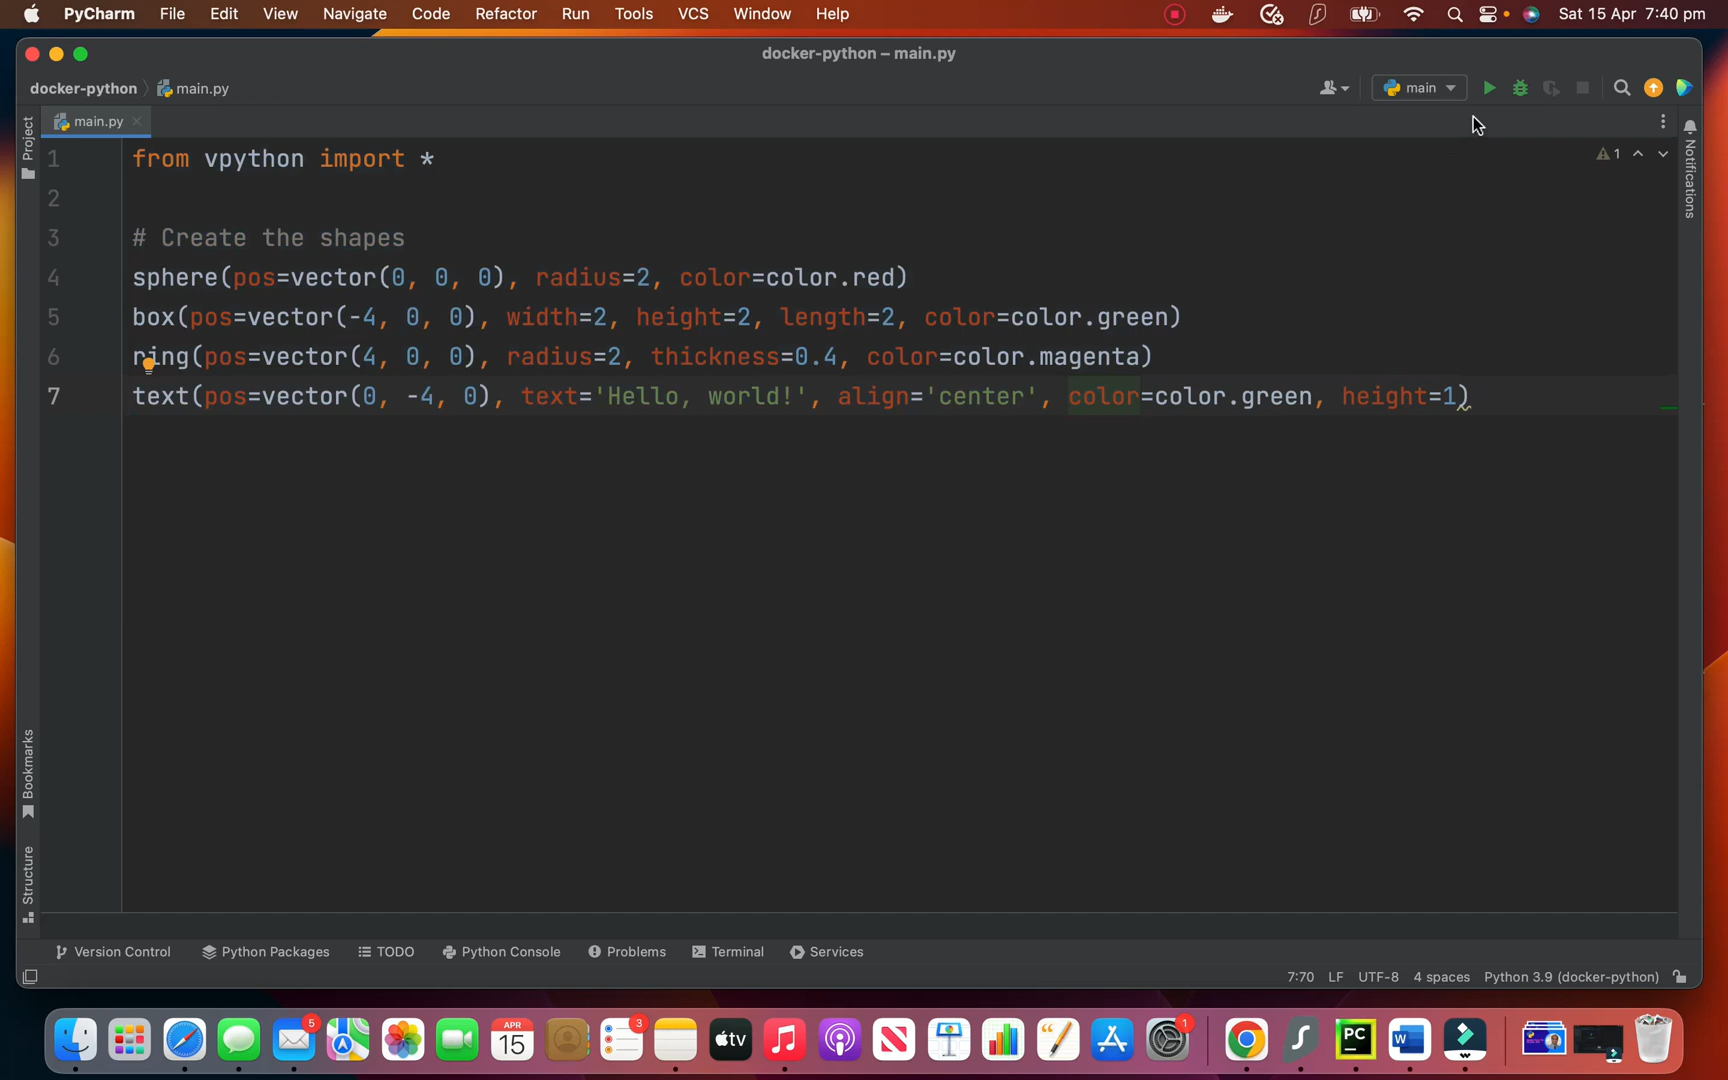 PyCharm File Edit View Navigate Code Refactor Run Tools VCS Window Help Sat 15 Apr 7:40 pm
docker-python – main.py
docker-python main.py main
main.py
Project
Notifications
1 from vpython import * 1
2
3 # Create the shapes
4 sphere(pos=vector(0, 0, 0), radius=2, color=color.red)
5 box(pos=vector(-4, 0, 0), width=2, height=2, length=2, color=color.green)
6 ring(pos=vector(4, 0, 0), radius=2, thickness=0.4, color=color.magenta)
7 text(pos=vector(0, -4, 0), text='Hello, world!', align='center', color=color.green, height=1)
Bookmarks
Structure
Version Control Python Packages TODO Python Console Problems Terminal Services
7:70 LF UTF-8 4 spaces Python 3.9 (docker-python)
5 APR 15 3 tv 1 PC W